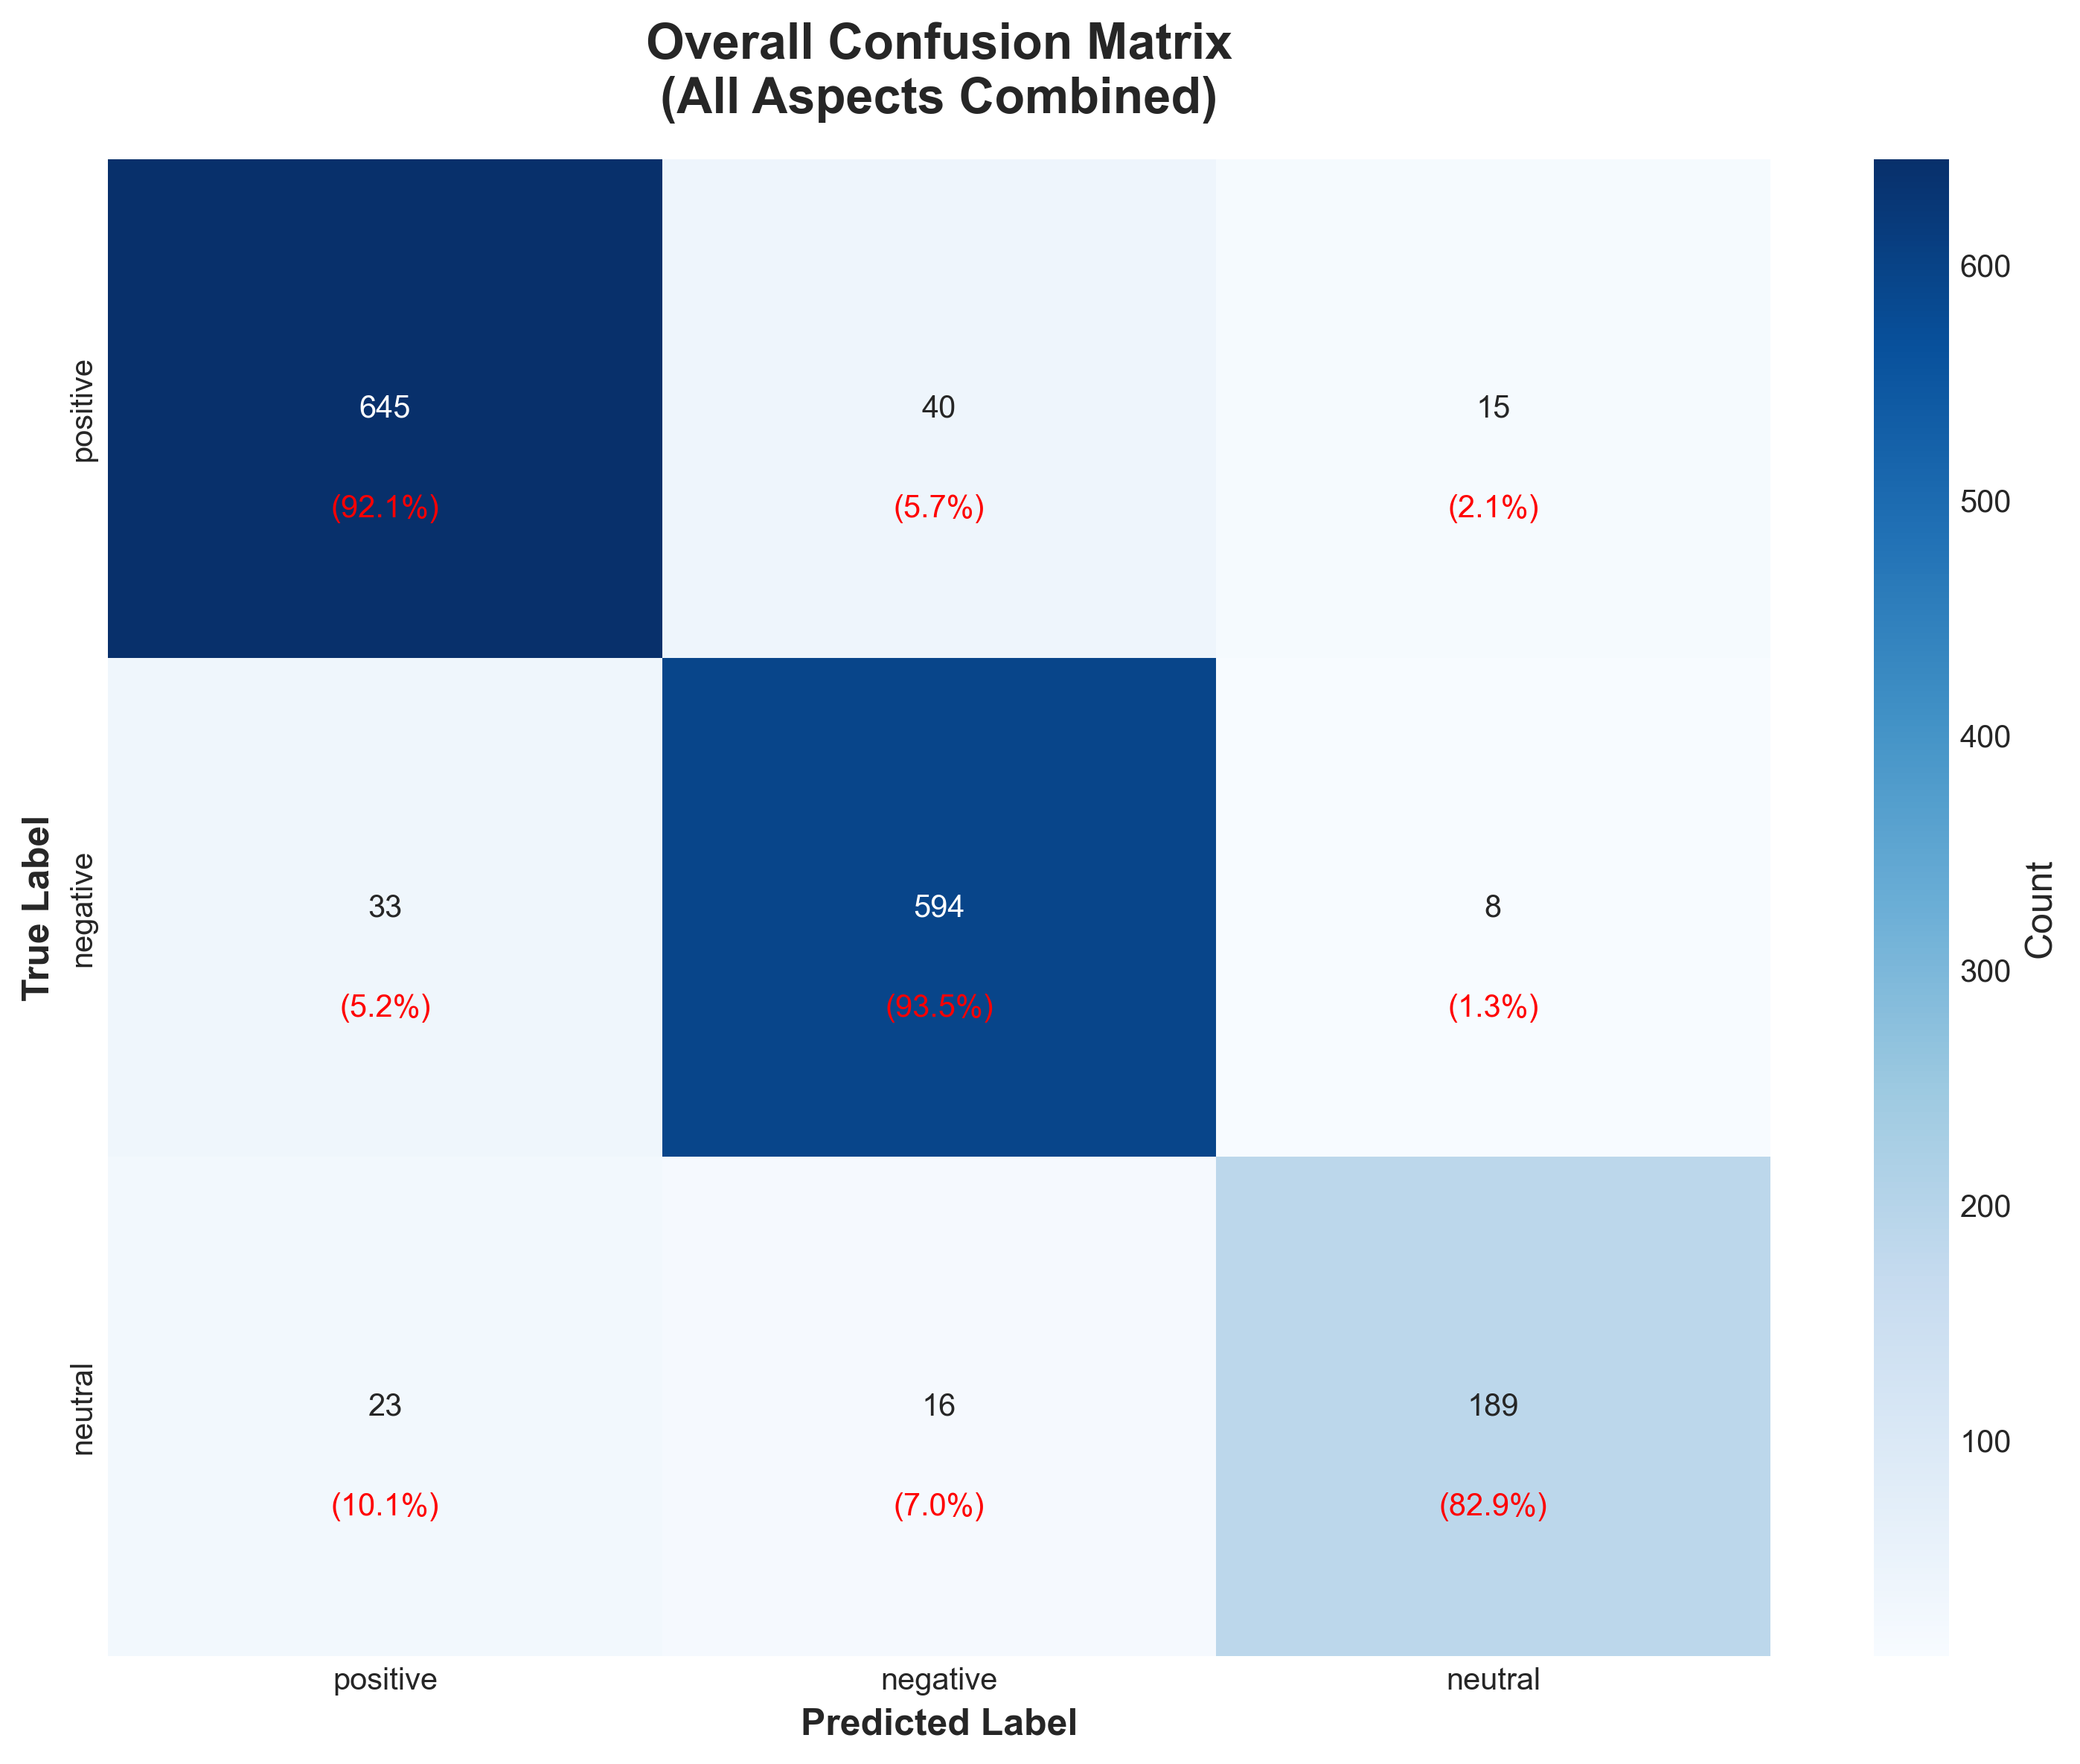 Overall Confusion Matrix
(All Aspects Combined)
True Label
positive
645
40
15
(92.1%)
(5.7%)
(2.1%)
negative
33
594
8
(5.2%)
(93.5%)
(1.3%)
neutral
23
16
189
(10.1%)
(7.0%)
(82.9%)
positive
negative
neutral
Predicted Label
600
500
400
300
200
100
Count